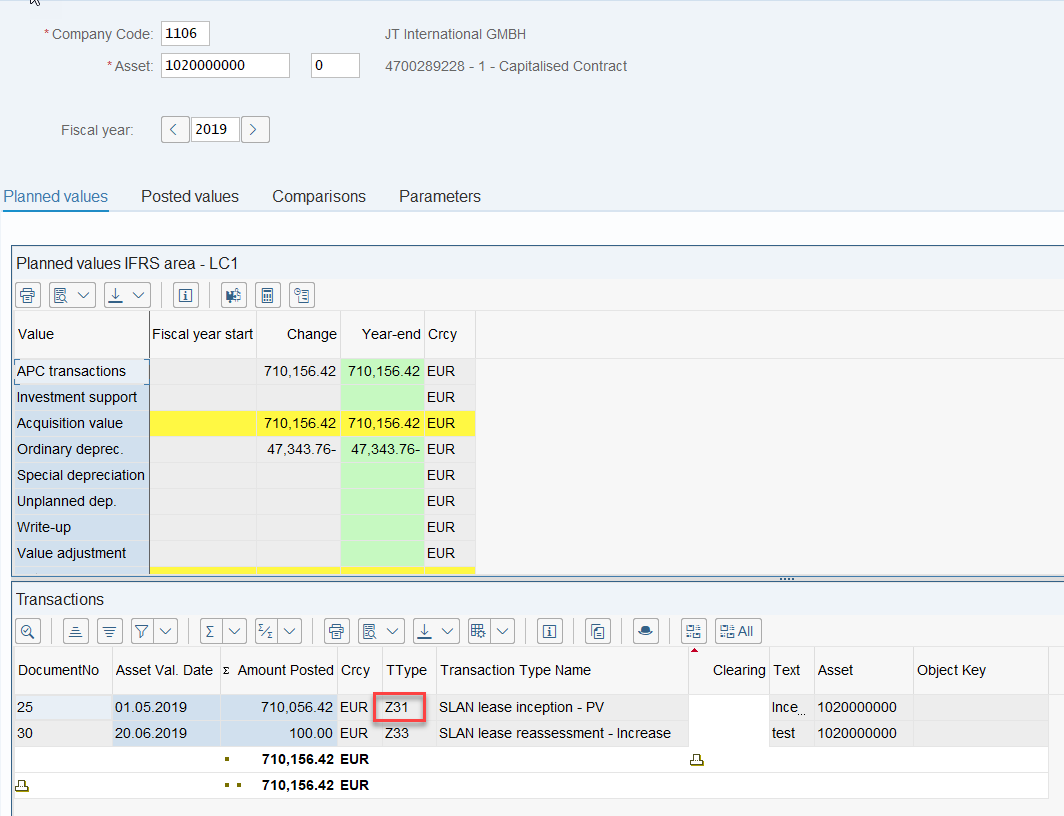 * Company Code: 1106 JT International GMBH
* Asset: 1020000000 0 4700289228 - 1 - Capitalised Contract
Fiscal year: 2019
Planned values Posted values Comparisons Parameters
Planned values IFRS area - LC1
Value Fiscal year start Change Year-end Crcy
APC transactions 710,156.42 710,156.42 EUR
Investment support EUR
Acquisition value 710,156.42 710,156.42 EUR
Ordinary deprec. 47,343.76- 47,343.76- EUR
Special depreciation EUR
Unplanned dep. EUR
Write-up EUR
Value adjustment EUR
Transactions
All
DocumentNo Asset Val. Date Σ Amount Posted Crcy TType Transaction Type Name Clearing Text Asset Object Key
25 01.05.2019 710,056.42 EUR Z31 SLAN lease inception - PV Ince... 1020000000
30 20.06.2019 100.00 EUR Z33 SLAN lease reassessment - Increase test 1020000000
710,156.42 EUR
710,156.42 EUR